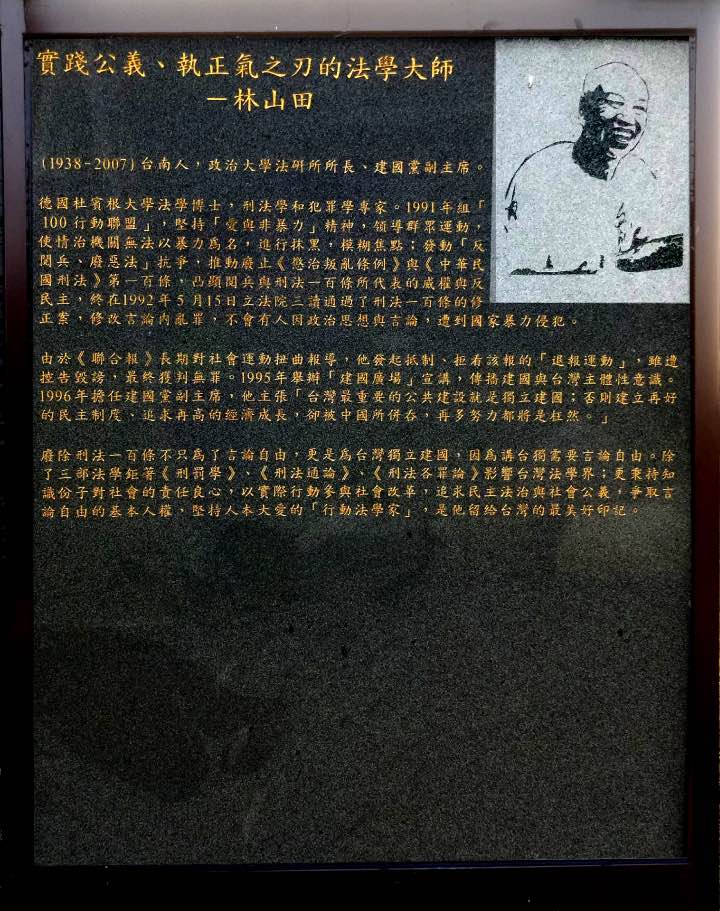 實踐公義、執正氣之刃的法學大師
－林山田
(1938-2007)台南人，政治大學法研所所長、建國黨副主席。
德國杜賓根大學法學博士，刑法學和犯罪學專家。1991年組「
100行動聯盟」，堅持「愛與非暴力」精神，領導群眾運動，
使情治機關無法以暴力為名，進行抹黑，模糊焦點；發動「反
閱兵、廢惡法」抗爭，推動廢止《懲治叛亂條例》與《中華民
國刑法》第一百條，凸顯閱兵與刑法一百條所代表的威權與反
民主，終在1992年5月15日立法院三讀通過了刑法一百條的修
正案，修改言論內亂罪，不會有人因政治思想與言論，遭到國家暴力侵犯。
由於《聯合報》長期對社會運動扭曲報導，他發起抵制、拒看該報的「退報運動」，雖遭
控告毀謗，最終獲判無罪。1995年舉辦「建國廣場」宣講，傳播建國與台灣主體性意識。
1996年擔任建國黨副主席，他主張「台灣最重要的公共建設就是獨立建國；否則建立再好
的民主制度、追求再高的經濟成長，卻被中國所併吞，再多努力都將是枉然。」
廢除刑法一百條不只為了言論自由，更是為台灣獨立建國，因為講台獨需要言論自由。除
了三部法學鉅著《刑罰學》、《刑法通論》、《刑法各罪論》影響台灣法學界；更秉持知
識份子對社會的責任良心，以實際行動參與社會改革，追求民主法治與社會公義，爭取言
論自由的基本人權，堅持人本大愛的「行動法學家」，是他留給台灣的最美好印記。